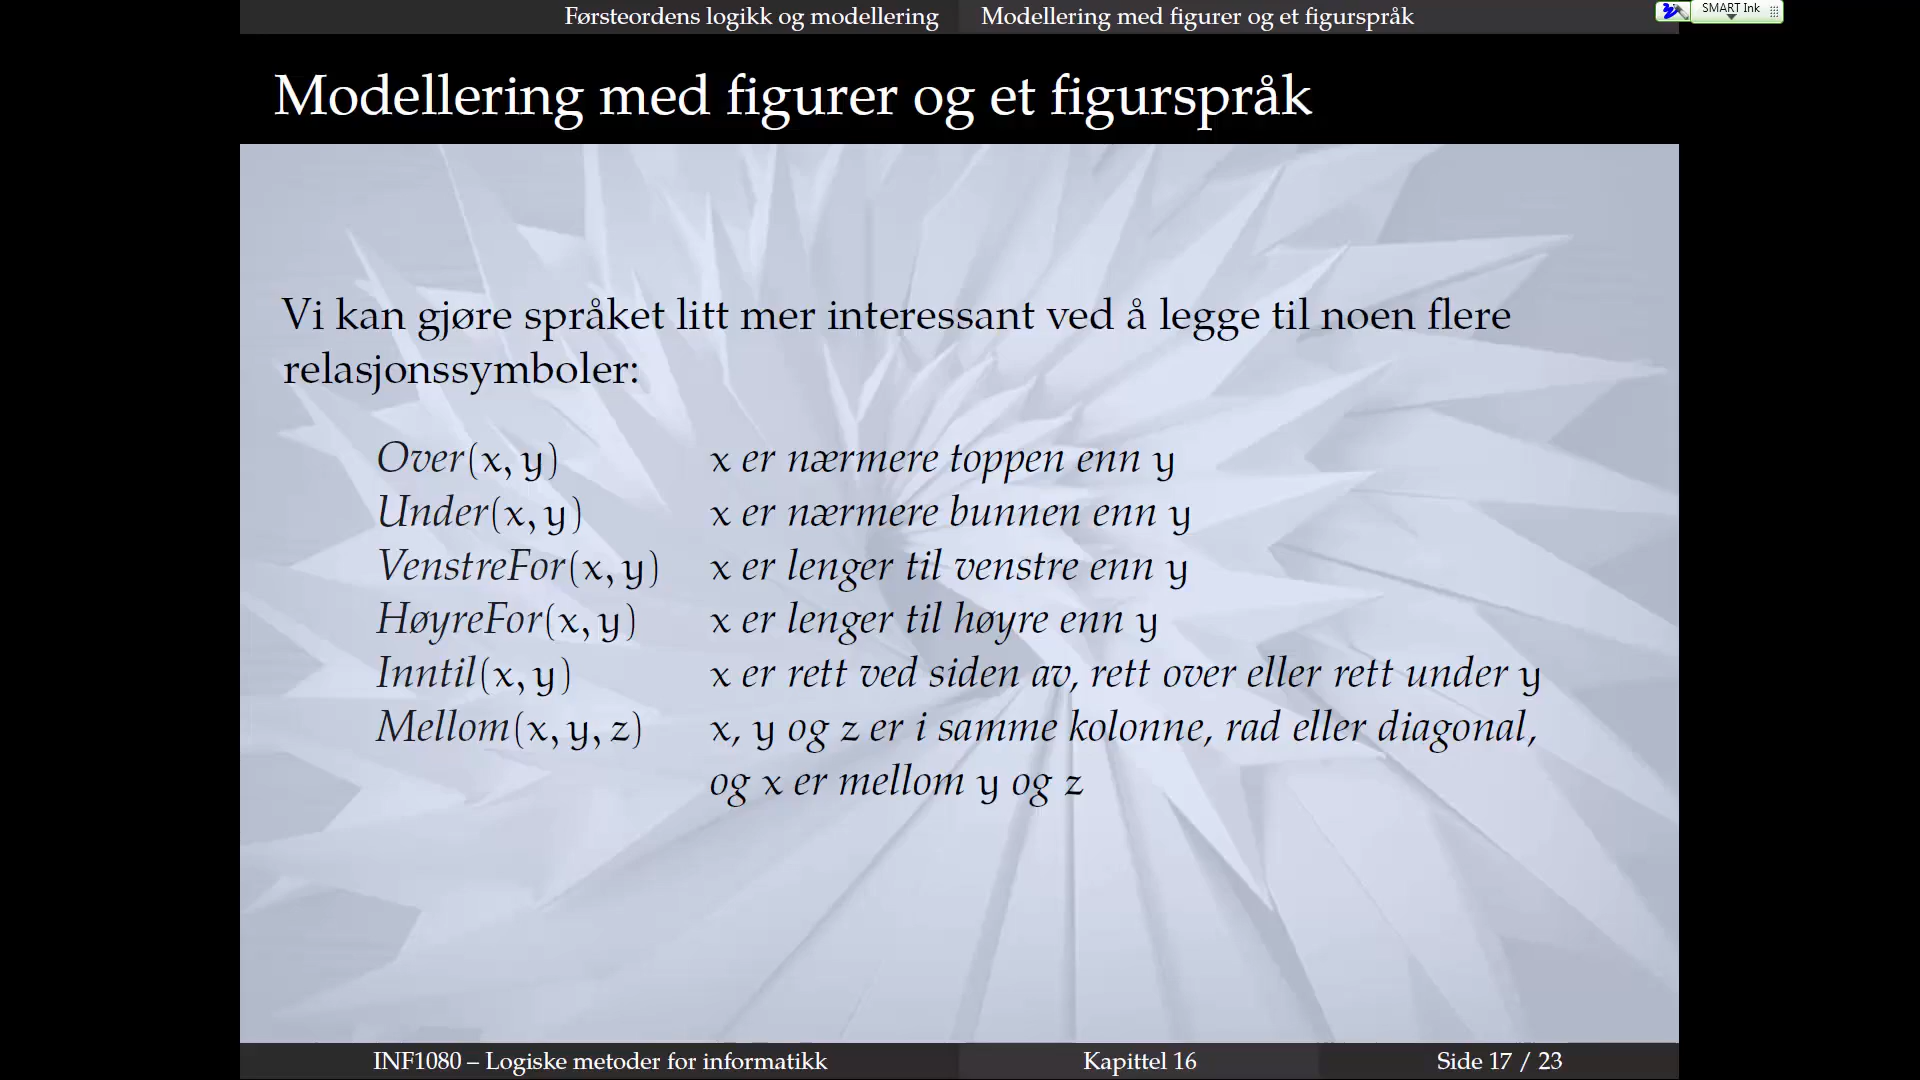 Førsteordens logikk og modellering Modellering med figurer og et figurspråk
SMART Ink
Modellering med figurer og et figurspråk
Vi kan gjøre språket litt mer interessant ved å legge til noen flere
relasjonssymboler:
Over(x, y) x er nærmere toppen enn y
Under(x, y) x er nærmere bunnen enn y
VenstreFor(x, y) x er lenger til venstre enn y
HøyreFor(x, y) x er lenger til høyre enn y
Inntil(x, y) x er rett ved siden av, rett over eller rett under y
Mellom(x, y, z) x, y og z er i samme kolonne, rad eller diagonal,
og x er mellom y og z
INF1080 – Logiske metoder for informatikk Kapittel 16 Side 17 / 23